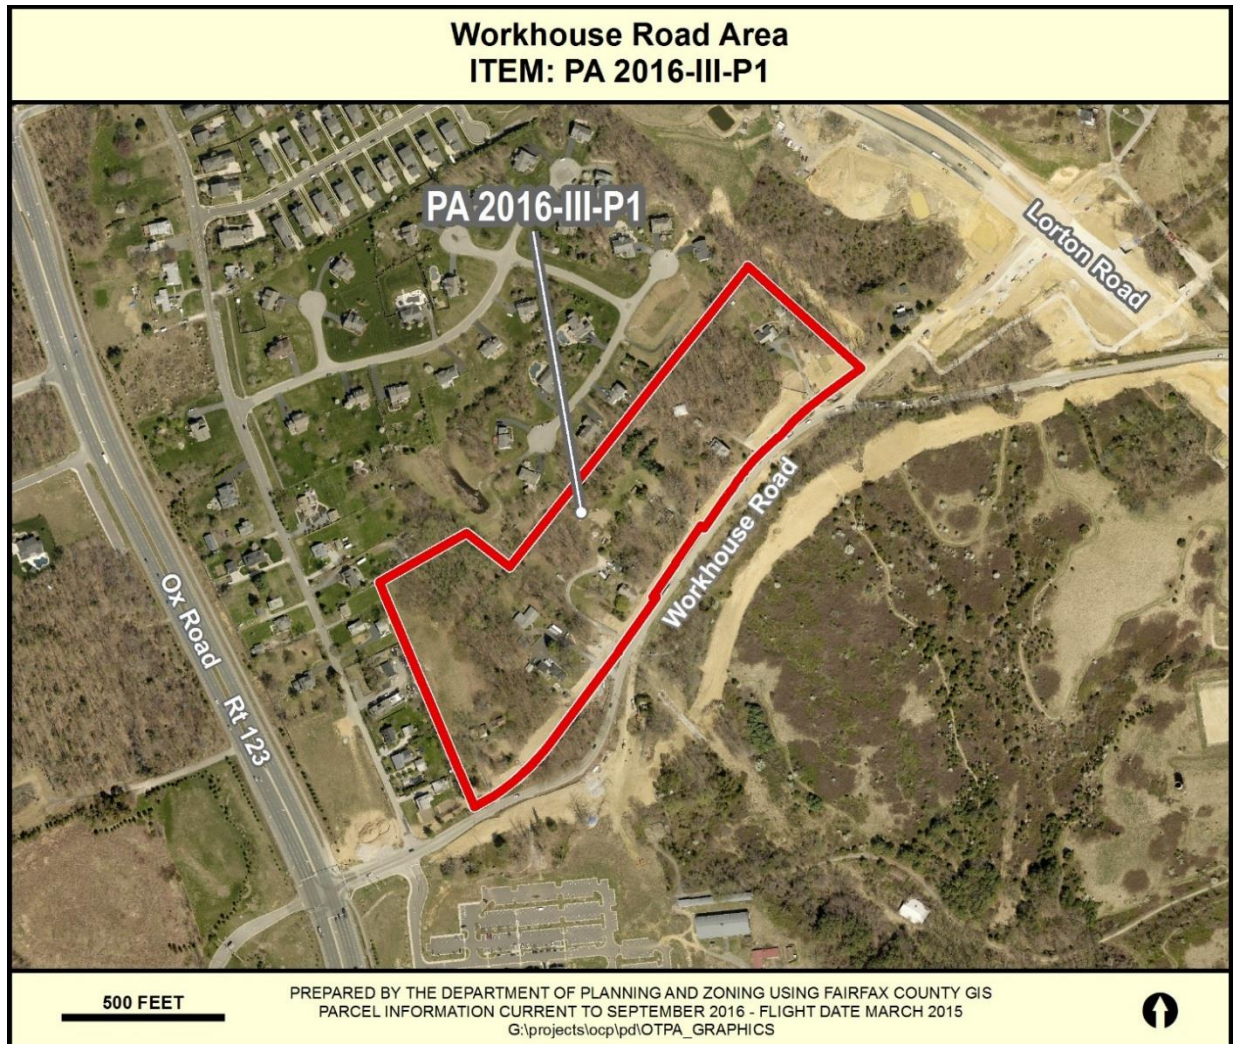 Workhouse Road Area
ITEM: PA 2016-III-P1
PA 2016-III-P1
Lorton Road
Workhouse Road
Ox Road
Rt 123
500 FEET
PREPARED BY THE DEPARTMENT OF PLANNING AND ZONING USING FAIRFAX COUNTY GIS
PARCEL INFORMATION CURRENT TO SEPTEMBER 2016 - FLIGHT DATE MARCH 2015
G:\projects\ocp\pd\OTPA_GRAPHICS